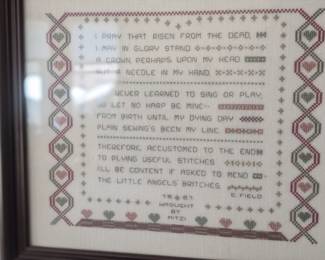 I PRAY THAT RISEN FROM THE DEAD,
I MAY IN GLORY STAND
A CROWN PERHAPS UPON MY HEAD
BUT A NEEDLE IN MY HAND.
I'VE NEVER LEARNED TO SING OR PLAY,
SO LET NO HARP BE MINE
FROM BIRTH UNTIL MY DYING DAY
PLAIN SEWING'S BEEN MY LINE.
THEREFORE, ACCUSTOMED TO THE END
TO PLYING USEFUL STITCHES
I'LL BE CONTENT IF ASKED TO MEND
THE LITTLE ANGELS' BRITCHES.
E. FIELD
19 87
WROUGHT
BY
MITZI